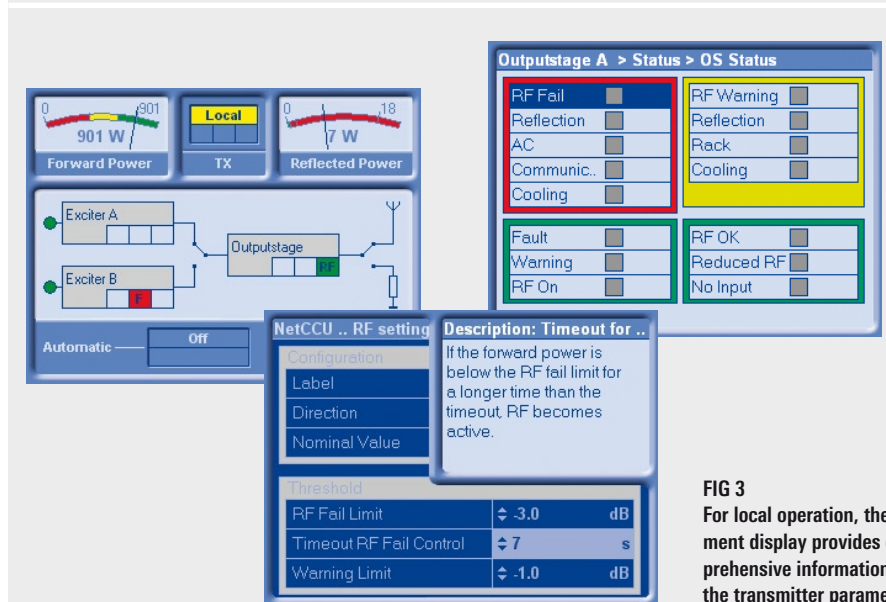 0 901
901 W
Forward Power
Local
TX
0 18
7 W
Reflected Power
Exciter A
Exciter B
F
Outputstage
RF
Automatic
Off
Outputstage A > Status > OS Status
RF Fail
Reflection
AC
Communic..
Cooling
RF Warning
Reflection
Rack
Cooling
Fault
Warning
RF On
RF OK
Reduced RF
No Input
NetCCU .. RF setting
Configuration
Label
Direction
Nominal Value
Threshold
RF Fail Limit -3.0 dB
Timeout RF Fail Control 7 s
Warning Limit -1.0 dB
Description: Timeout for ..
If the forward power is
below the RF fail limit for
a longer time than the
timeout, RF becomes
active.
FIG 3
For local operation, the
ment display provides
prehensive information
the transmitter parame